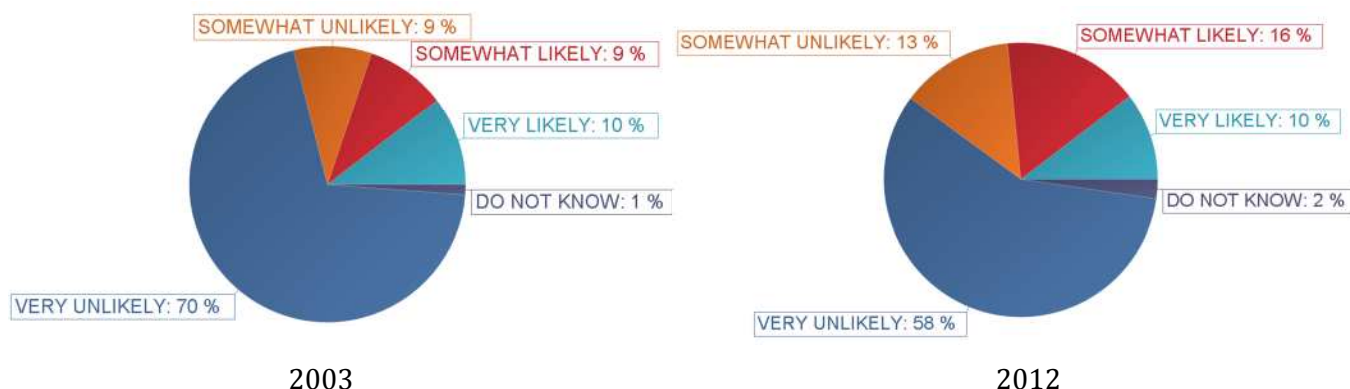 SOMEWHAT UNLIKELY: 9 %
SOMEWHAT LIKELY: 9 %
VERY LIKELY: 10 %
DO NOT KNOW: 1 %
VERY UNLIKELY: 70 %
2003
SOMEWHAT UNLIKELY: 13 %
SOMEWHAT LIKELY: 16 %
VERY LIKELY: 10 %
DO NOT KNOW: 2 %
VERY UNLIKELY: 58 %
2012